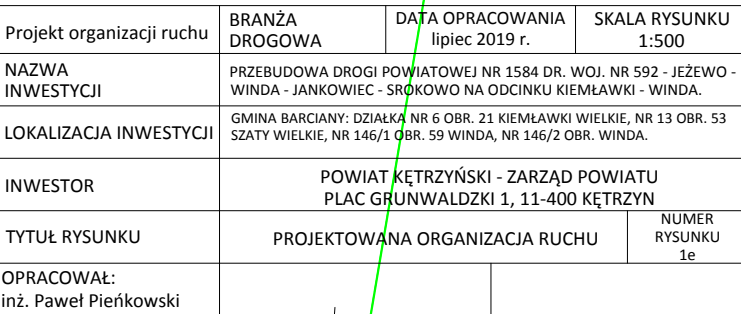 Projekt organizacji ruchu
BRANŻA
DROGOWA
DATA OPRACOWANIA
lipiec 2019 r.
SKALA RYSUNKU
1:500
NAZWA
INWESTYCJI
PRZEBUDOWA DROGI POWIATOWEJ NR 1584 DR. WOJ. NR 592 - JEŻEWO -
WINDA - JANKOWIEC - SROKOWO NA ODCINKU KIEMŁAWKI - WINDA.
LOKALIZACJA INWESTYCJI
GMINA BARCIANY: DZIAŁKA NR 6 OBR. 21 KIEMŁAWKI WIELKIE, NR 13 OBR. 53
SZATY WIELKIE, NR 146/1 OBR. 59 WINDA, NR 146/2 OBR. WINDA.
INWESTOR
POWIAT KĘTRZYŃSKI - ZARZĄD POWIATU
PLAC GRUNWALDZKI 1, 11-400 KĘTRZYN
TYTUŁ RYSUNKU
PROJEKTOWANA ORGANIZACJA RUCHU
NUMER
RYSUNKU
1e
OPRACOWAŁ:
inż. Paweł Pieńkowski